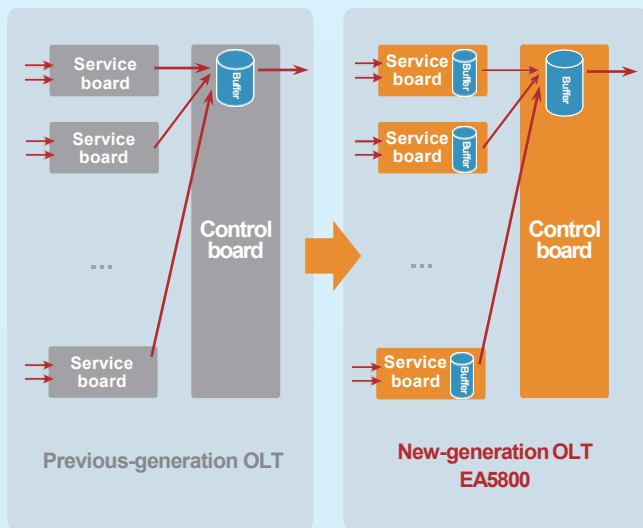 Service
board
Buffer
Service
board
Control
board
...
Service
board
Previous-generation OLT
Service
board
Buffer
Buffer
Service
board
Buffer
Control
board
...
Service
board
Buffer
New-generation OLT
EA5800